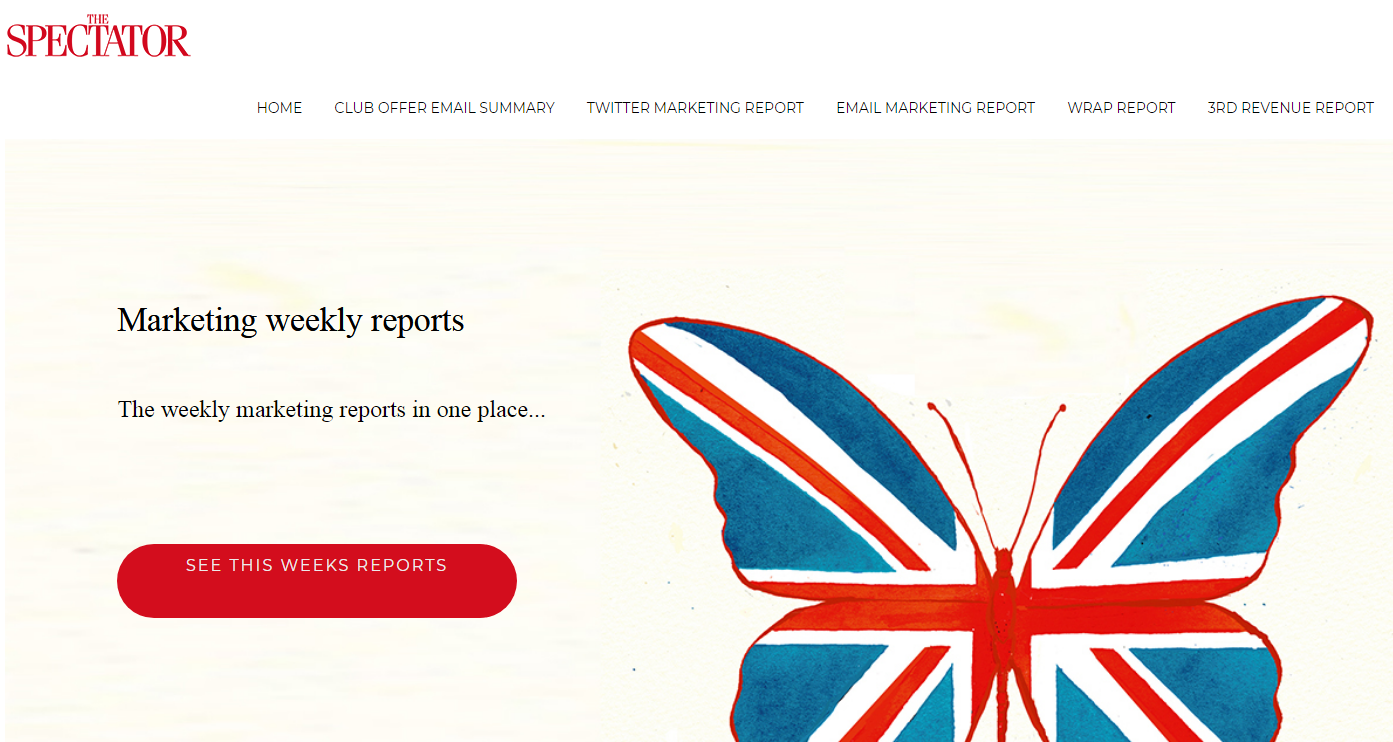 THE
SPECTATOR
HOME CLUB OFFER EMAIL SUMMARY TWITTER MARKETING REPORT EMAIL MARKETING REPORT WRAP REPORT 3RD REVENUE REPORT
Marketing weekly reports
The weekly marketing reports in one place...
SEE THIS WEEKS REPORTS